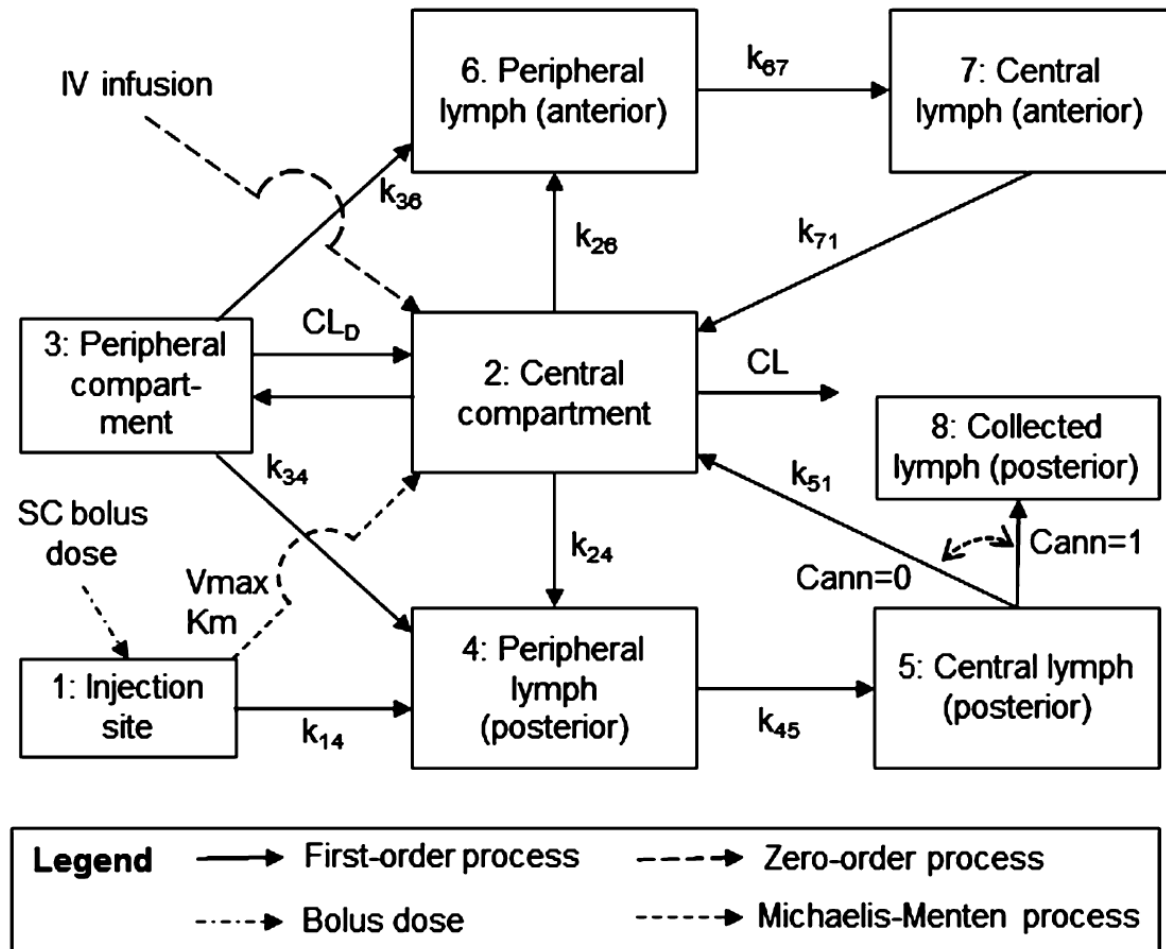 IV infusion
6. Peripheral
lymph (anterior)
k67
7: Central
lymph (anterior)
k36
k26
k71
3: Peripheral
compart-
ment
CLD
2: Central
compartment
CL
8: Collected
lymph (posterior)
k34
k51
SC bolus
dose
Vmax
Km
k24
Cann=0
Cann=1
1: Injection
site
k14
4: Peripheral
lymph
(posterior)
k45
5: Central lymph
(posterior)
Legend
First-order process
Zero-order process
Bolus dose
Michaelis-Menten process